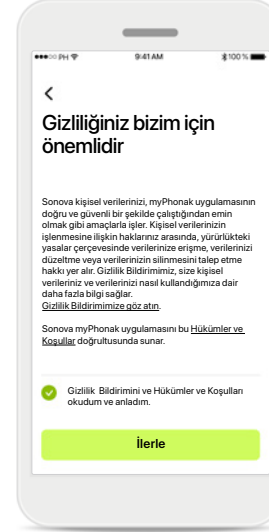 PH 9:41 AM 100 %
Gizliliğiniz bizim için
önemlidir
Sonova kişisel verilerinizi, myPhonak uygulamasının
doğru ve güvenli bir şekilde çalıştığından emin
olmak gibi amaçlarla işler. Kişisel verilerinizin
işlenmesine ilişkin haklarınız arasında, yürürlükteki
yasalar çerçevesinde verilerinize erişme, verilerinizi
düzeltme veya verilerinizin silinmesini talep etme
hakkı yer alır. Gizlilik Bildirimimiz, size kişisel
verileriniz ve verilerinizi nasıl kullandığımıza dair
daha fazla bilgi sağlar.
Gizlilik Bildirimimize göz atın.
Sonova myPhonak uygulamasını bu Hükümler ve
Koşullar doğrultusunda sunar.
Gizlilik Bildirimini ve Hükümler ve Koşulları
okudum ve anladım.
İlerle